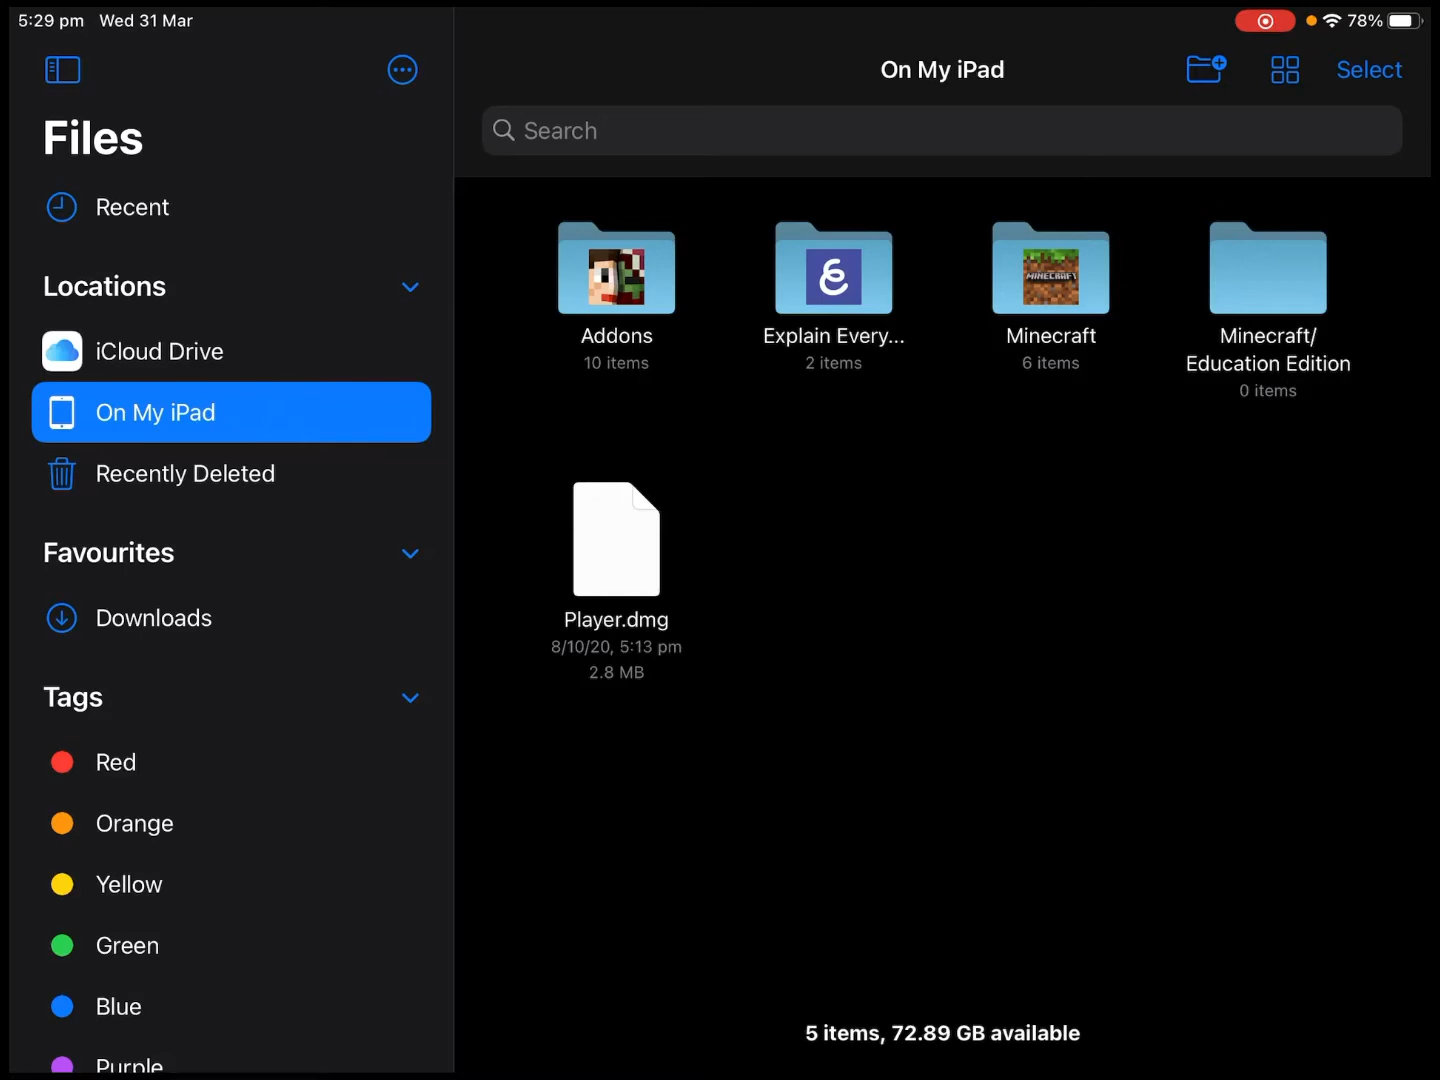 5:29 pm Wed 31 Mar
78%
Files
Recent
Locations
iCloud Drive
On My iPad
Recently Deleted
Favourites
Downloads
Tags
Red
Orange
Yellow
Green
Blue
Purple
On My iPad
Select
Search
Addons
10 items
Explain Every...
2 items
MINECRAFT
Minecraft
6 items
Minecraft/
Education Edition
0 items
Player.dmg
8/10/20, 5:13 pm
2.8 MB
5 items, 72.89 GB available